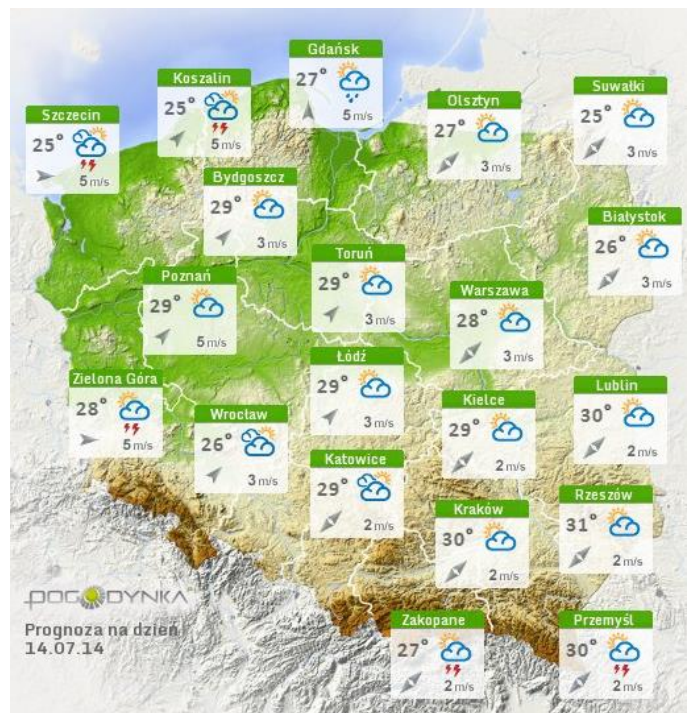 Gdańsk
27°
5 m/s
Koszalin
25°
5 m/s
Szczecin
25°
5 m/s
Olsztyn
27°
3 m/s
Suwałki
25°
3 m/s
Bydgoszcz
29°
3 m/s
Białystok
26°
3 m/s
Toruń
29°
3 m/s
Poznań
29°
5 m/s
Warszawa
28°
3 m/s
Łódź
29°
3 m/s
Zielona Góra
28°
5 m/s
Wrocław
26°
3 m/s
Kielce
29°
2 m/s
Lublin
30°
2 m/s
Katowice
29°
2 m/s
Kraków
30°
2 m/s
Rzeszów
31°
2 m/s
POGODYNKA
Prognoza na dzień
14.07.14
Zakopane
27°
2 m/s
Przemyśl
30°
2 m/s